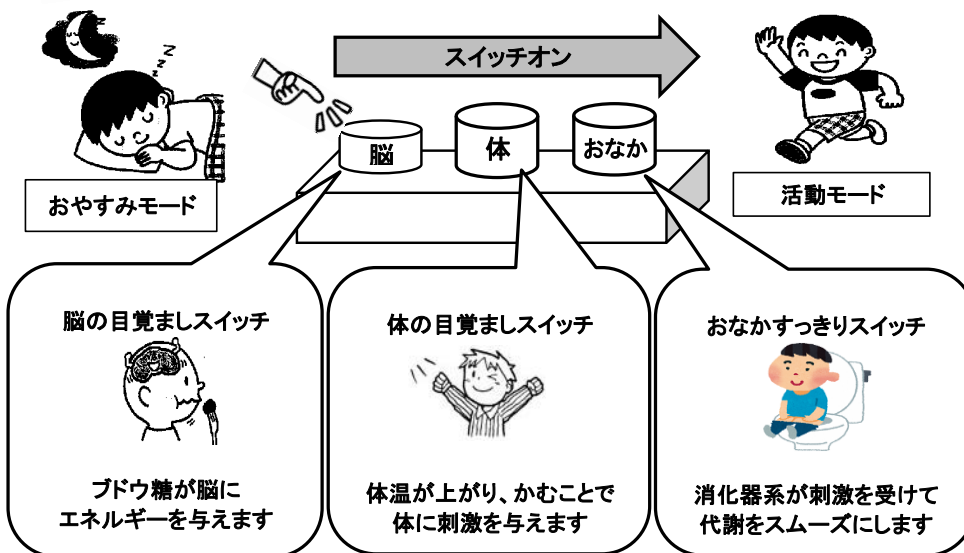 スイッチオン
脳
体
おなか
おやすみモード
活動モード
脳の目覚ましスイッチ
ブドウ糖が脳に
エネルギーを与えます
体の目覚ましスイッチ
体温が上がり、かむことで
体に刺激を与えます
おなかすっきりスイッチ
消化器系が刺激を受けて
代謝をスムーズにします